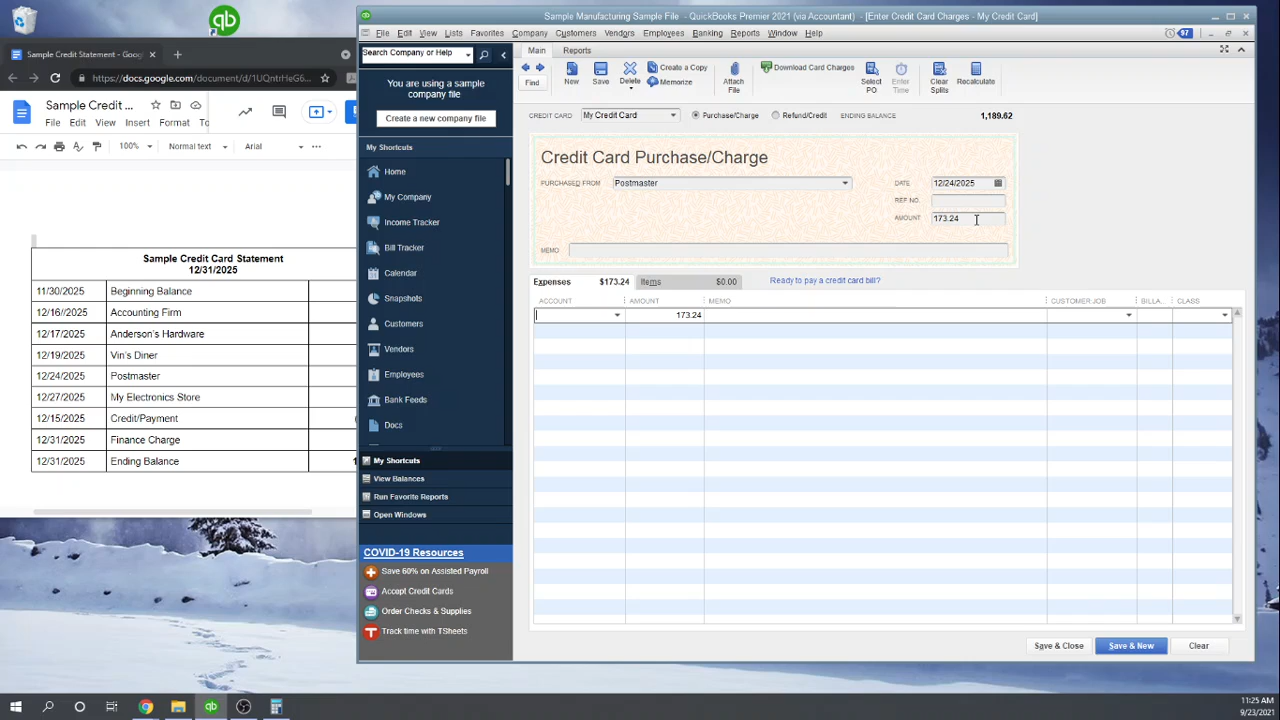 Sample Manufacturing Sample File - QuickBooks Premier 2021 (via Accountant) - [Enter Credit Card Charges - My Credit Card]
File Edit View Lists Favorites Company Customers Vendors Employees Banking Reports Window Help
97
Sample Credit Statement - Goo
https://docs.google.com/document/d/1UQntrHeG6...
Sample Credit ...
File Edit View Insert Format To
100% Normal text Arial
Sample Credit Card Statement
12/31/2025
11/30/2025 Beginning Balance
12/16//2025 Accounting Firm
12/17/2025 Anderson's Hardware
12/19/2025 Vin's Diner
12/24/2025 Postmaster
12/27/2025 My Electronics Store
12/15/2025 Credit/Payment
12/31/2025 Finance Charge
12/31/2025 Ending Balance
Search Company or Help
You are using a sample
company file
Create a new company file
My Shortcuts
Home
My Company
Income Tracker
Bill Tracker
Calendar
Snapshots
Customers
Vendors
Employees
Bank Feeds
Docs
My Shortcuts
View Balances
Run Favorite Reports
Open Windows
COVID-19 Resources
Save 60% on Assisted Payroll
Accept Credit Cards
Order Checks & Supplies
Track time with TSheets
Main Reports
Find
New
Save
Delete
Create a Copy
Memorize
Attach
File
Download Card Charges
Select
PO
Enter
Time
Clear
Splits
Recalculate
CREDIT CARD My Credit Card Purchase/Charge Refund/Credit ENDING BALANCE 1,189.62
Credit Card Purchase/Charge
PURCHASED FROM Postmaster
DATE 12/24/2025
REF NO.
AMOUNT 173.24
MEMO
Expenses $173.24 Items $0.00 Ready to pay a credit card bill?
ACCOUNT AMOUNT MEMO CUSTOMER:JOB BILLA... CLASS
173.24
Save & Close Save & New Clear
11:25 AM
9/23/2021